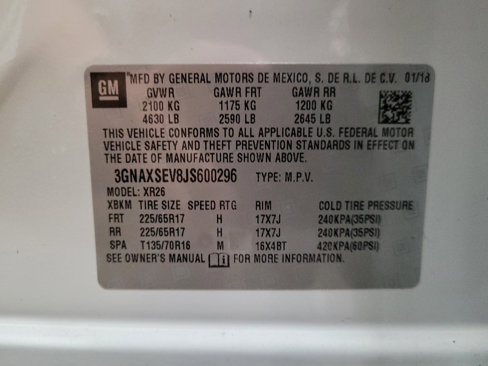 GM
*MFD BY GENERAL MOTORS DE MEXICO, S. DE R.L. DE C.V. 01/18
GVWR GAWR FRT GAWR RR
2100 KG 1175 KG 1200 KG
4630 LB 2590 LB 2645 LB
THIS VEHICLE CONFORMS TO ALL APPLICABLE U.S. FEDERAL MOTOR
VEHICLE SAFETY AND THEFT PREVENTION STANDARDS IN EFFECT ON
THE DATE OF MANUFACTURE SHOWN ABOVE.
3GNAXSEV8JS600296 TYPE: M.P.V.
MODEL: XR26
XBKM TIRE SIZE SPEED RTG RIM COLD TIRE PRESSURE
FRT 225/65R17 H 17X7J 240KPA(35PSI)
RR 225/65R17 H 17X7J 240KPA(35PSI)
SPA T135/70R16 M 16X4BT 420KPA(60PSI)
SEE OWNER'S MANUAL FOR MORE INFORMATION.